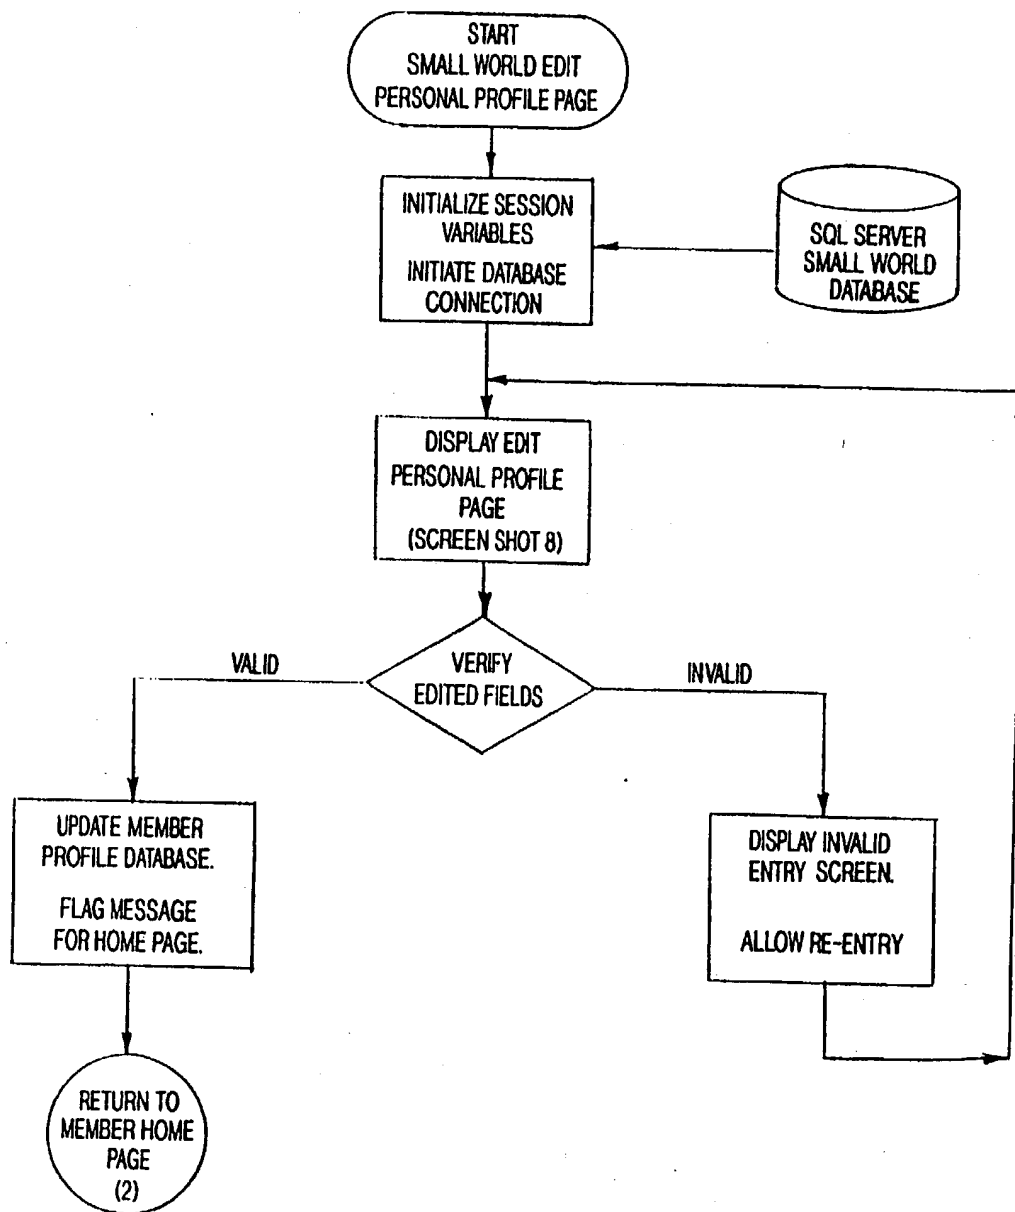 START
SMALL WORLD EDIT
PERSONAL PROFILE PAGE
INITIALIZE SESSION
VARIABLES
INITIATE DATABASE
CONNECTION
SQL SERVER
SMALL WORLD
DATABASE
DISPLAY EDIT
PERSONAL PROFILE
PAGE
(SCREEN SHOT 8)
VERIFY
EDITED FIELDS
VALID
INVALID
UPDATE MEMBER
PROFILE DATABASE.
FLAG MESSAGE
FOR HOME PAGE.
DISPLAY INVALID
ENTRY SCREEN.
ALLOW RE-ENTRY
RETURN TO
MEMBER HOME
PAGE
(2)